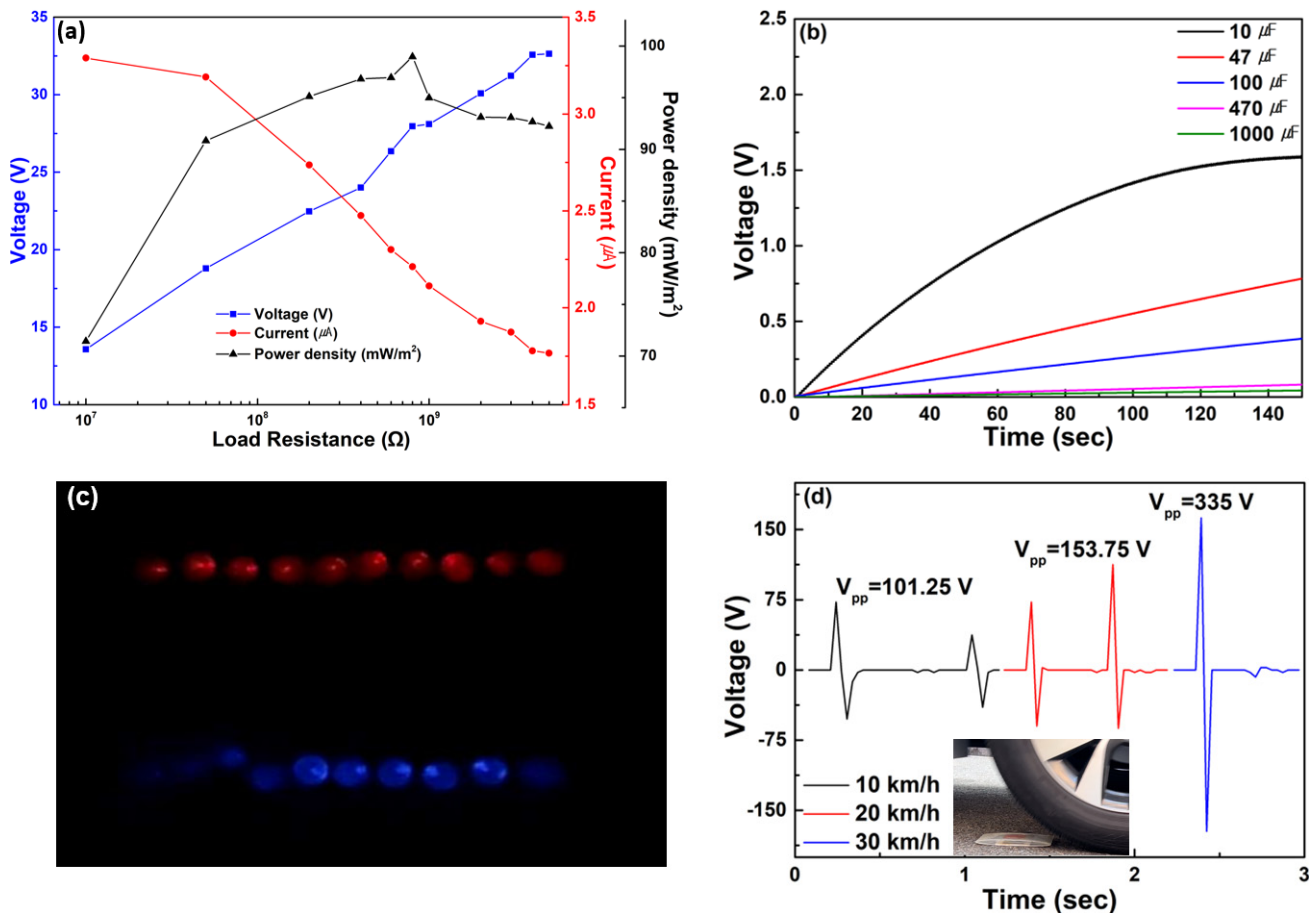 (a)
35
30
25
20
15
10
Voltage (V)
3.5
3.0
2.5
2.0
1.5
Current (㎂)
100
90
80
70
Power density (mW/m²)
Voltage (V)
Current (㎂)
Power density (mW/m²)
10⁷ 10⁸ 10⁹
Load Resistance (Ω)
(b)
2.5
2.0
1.5
1.0
0.5
0.0
Voltage (V)
10 ㎌
47 ㎌
100 ㎌
470 ㎌
1000 ㎌
0 20 40 60 80 100 120 140
Time (sec)
(c)
(d)
150
75
0
-75
-150
Voltage (V)
Vpp=101.25 V
Vpp=153.75 V
Vpp=335 V
10 km/h
20 km/h
30 km/h
0 1 2 3
Time (sec)